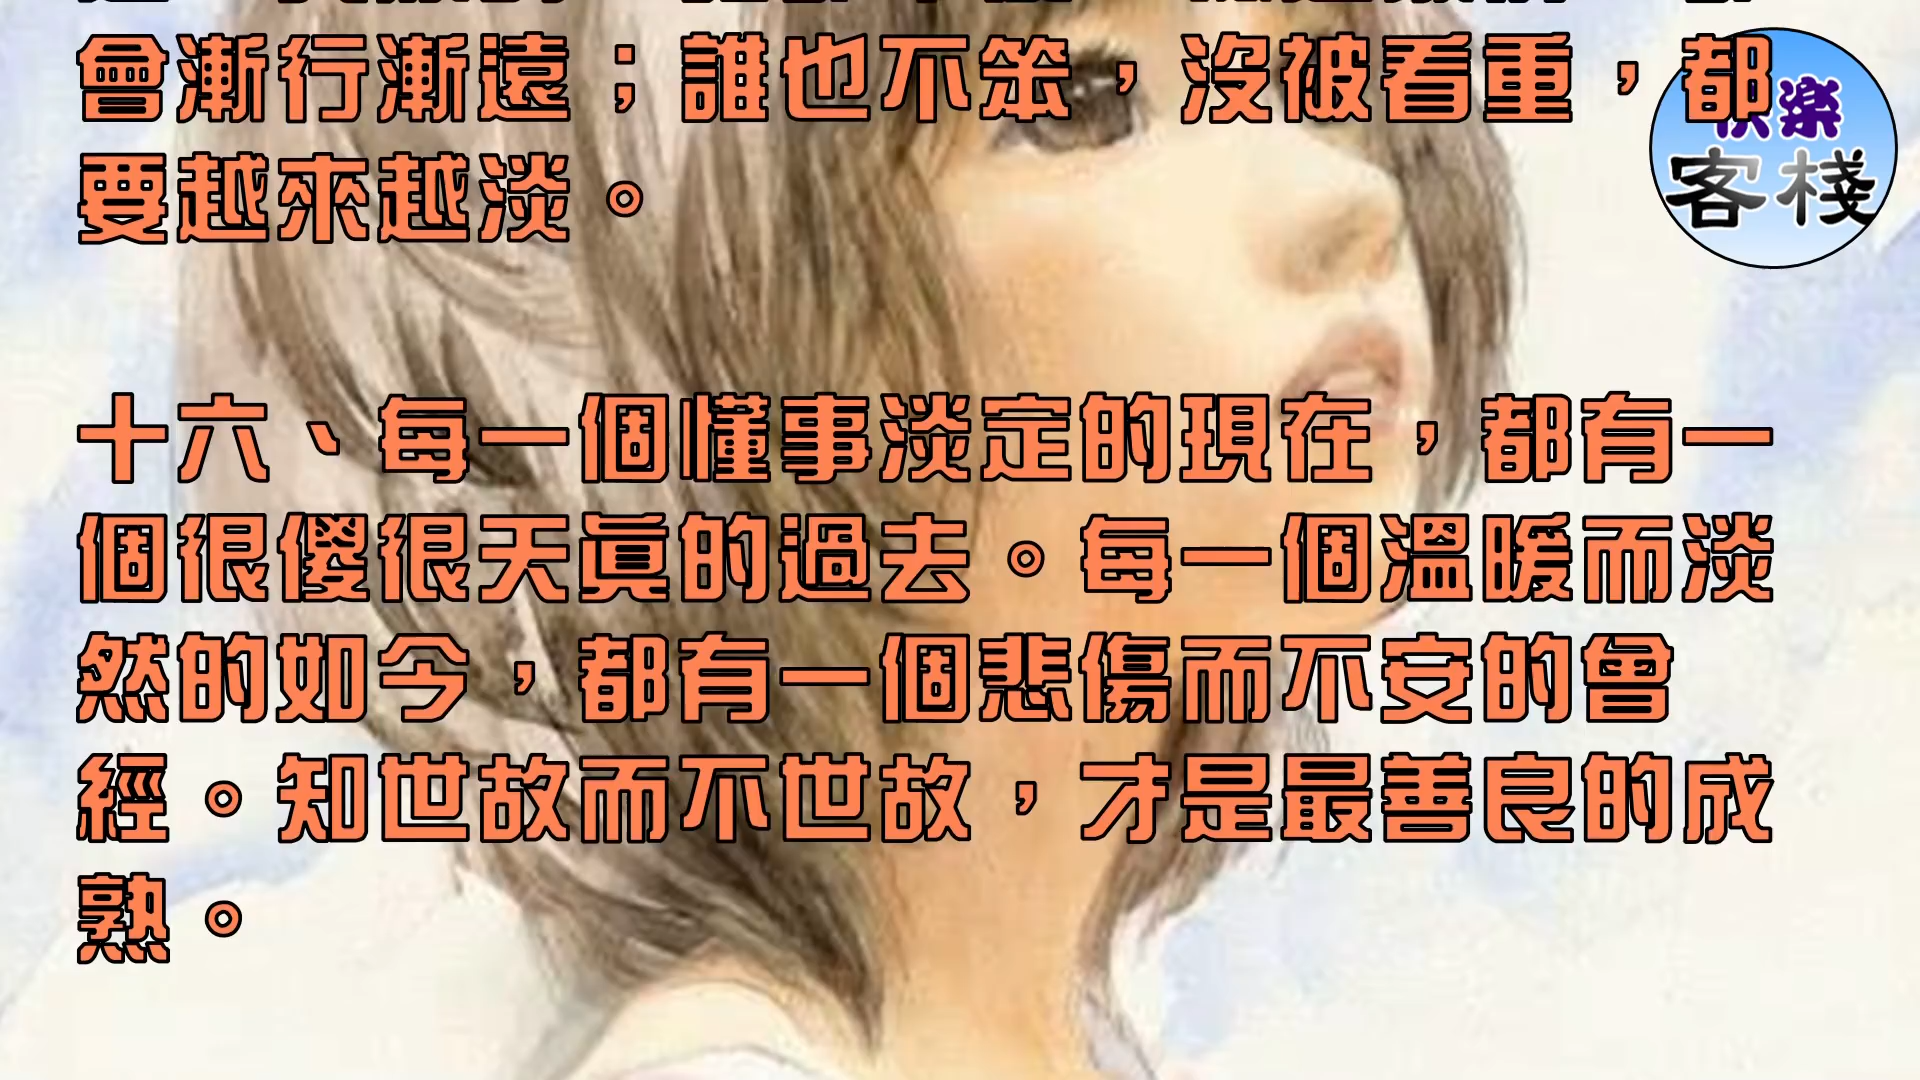 會漸行漸遠；誰也不笨，沒被看重，都
要越來越淡。
十六、每一個懂事淡定的現在，都有一
個很傻很天真的過去。每一個溫暖而淡
然的如今，都有一個悲傷而不安的曾
經。知世故而不世故，才是最善良的成
熟。
快樂
客棧